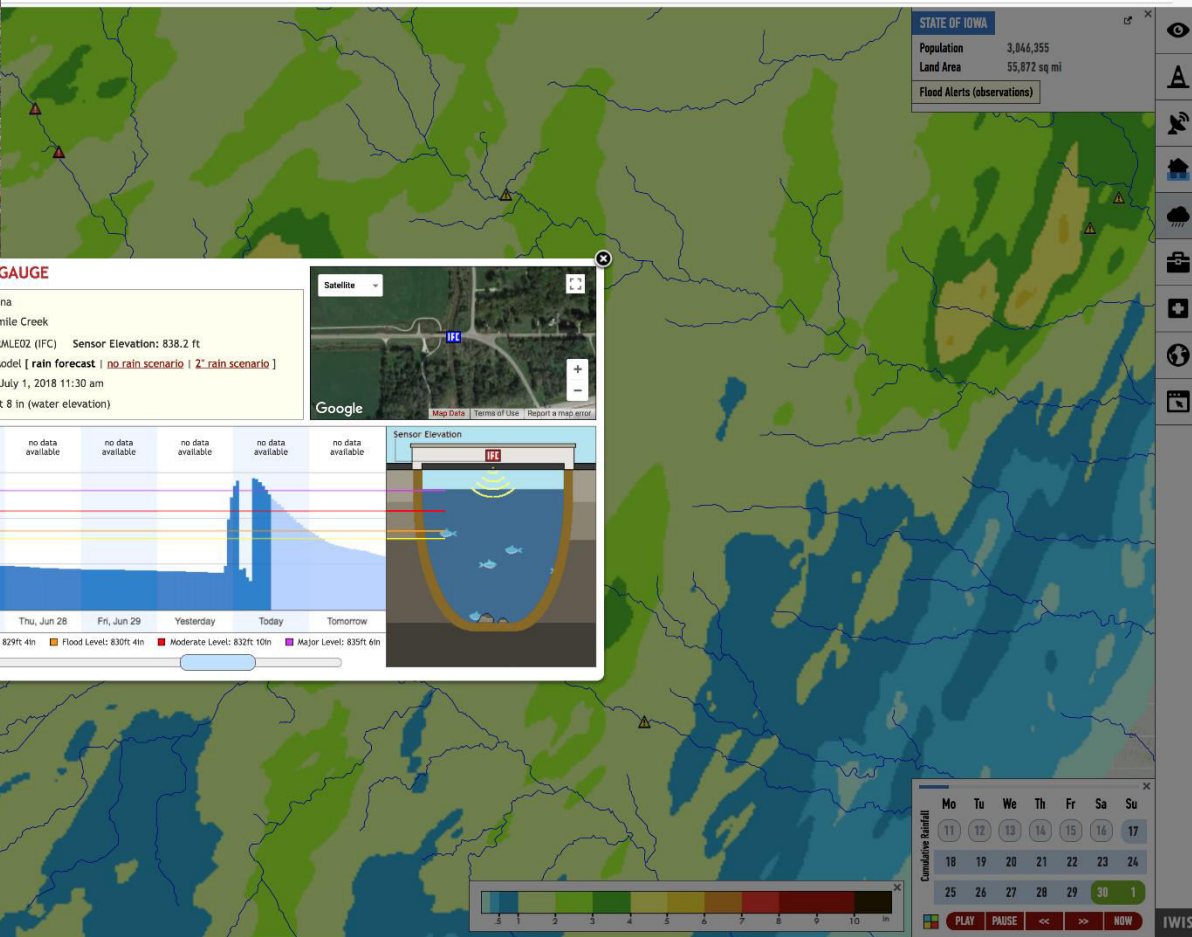 STATE OF IOWA
Population 3,046,355
Land Area 55,872 sq mi
Flood Alerts (observations)
GAUGE
na
mile Creek
MLE02 (IFC) Sensor Elevation: 838.2 ft
odel [ rain forecast | no rain scenario | 2" rain scenario ]
July 1, 2018 11:30 am
t 8 in (water elevation)
Satellite
IFC
Google
Map Data Terms of Use Report a map error
no data available
no data available
no data available
no data available
no data available
Sensor Elevation
IFC
Thu, Jun 28 Fri, Jun 29 Yesterday Today Tomorrow
829ft 4in Flood Level: 830ft 4in Moderate Level: 832ft 10in Major Level: 835ft 6in
Cumulative Rainfall
Mo Tu We Th Fr Sa Su
11 12 13 14 15 16 17
18 19 20 21 22 23 24
25 26 27 28 29 30 1
PLAY PAUSE << >> NOW
.5 1 2 3 4 5 6 7 8 9 10 in
IWIS